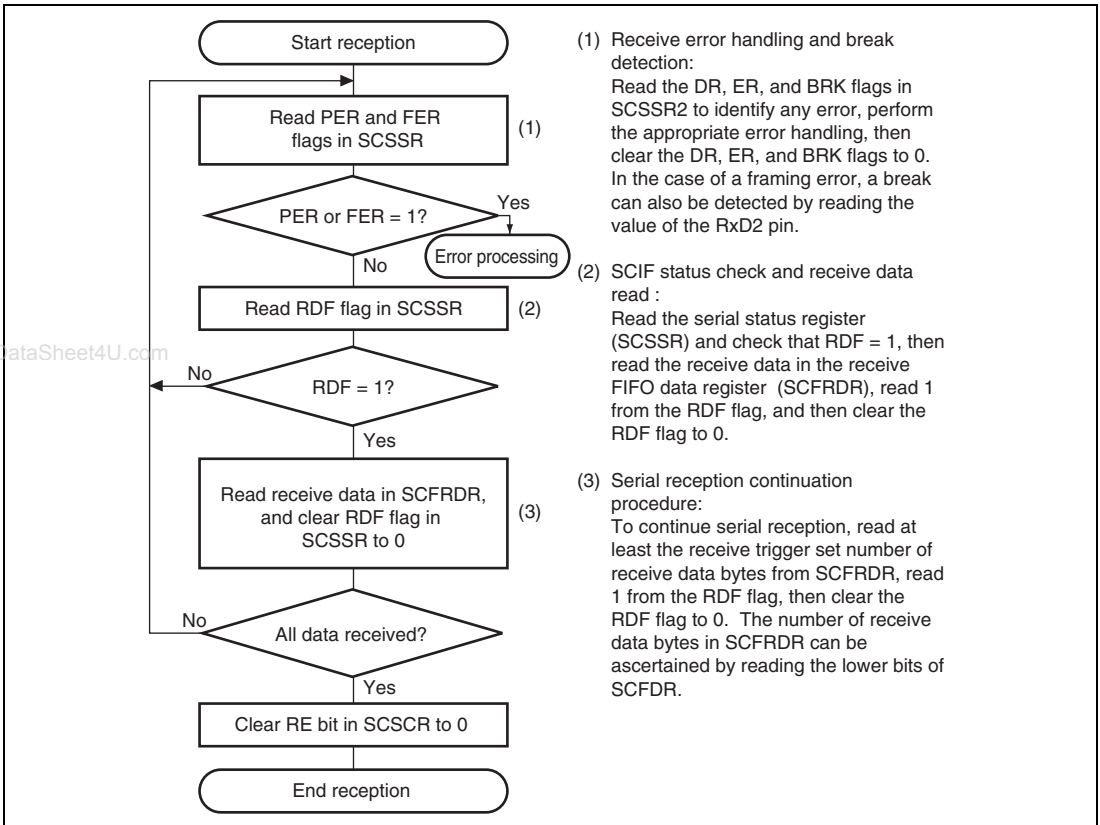 Start reception
Read PER and FER
flags in SCSSR
(1)
PER or FER = 1?
Yes
Error processing
No
Read RDF flag in SCSSR
(2)
RDF = 1?
No
Yes
Read receive data in SCFRDR,
and clear RDF flag in
SCSSR to 0
(3)
All data received?
No
Yes
Clear RE bit in SCSCR to 0
End reception
(1) Receive error handling and break
detection:
Read the DR, ER, and BRK flags in
SCSSR2 to identify any error, perform
the appropriate error handling, then
clear the DR, ER, and BRK flags to 0.
In the case of a framing error, a break
can also be detected by reading the
value of the RxD2 pin.
(2) SCIF status check and receive data
read :
Read the serial status register
(SCSSR) and check that RDF = 1, then
read the receive data in the receive
FIFO data register (SCFRDR), read 1
from the RDF flag, and then clear the
RDF flag to 0.
(3) Serial reception continuation
procedure:
To continue serial reception, read at
least the receive trigger set number of
receive data bytes from SCFRDR, read
1 from the RDF flag, then clear the
RDF flag to 0. The number of receive
data bytes in SCFRDR can be
ascertained by reading the lower bits of
SCFDR.
ataSheet4U.com